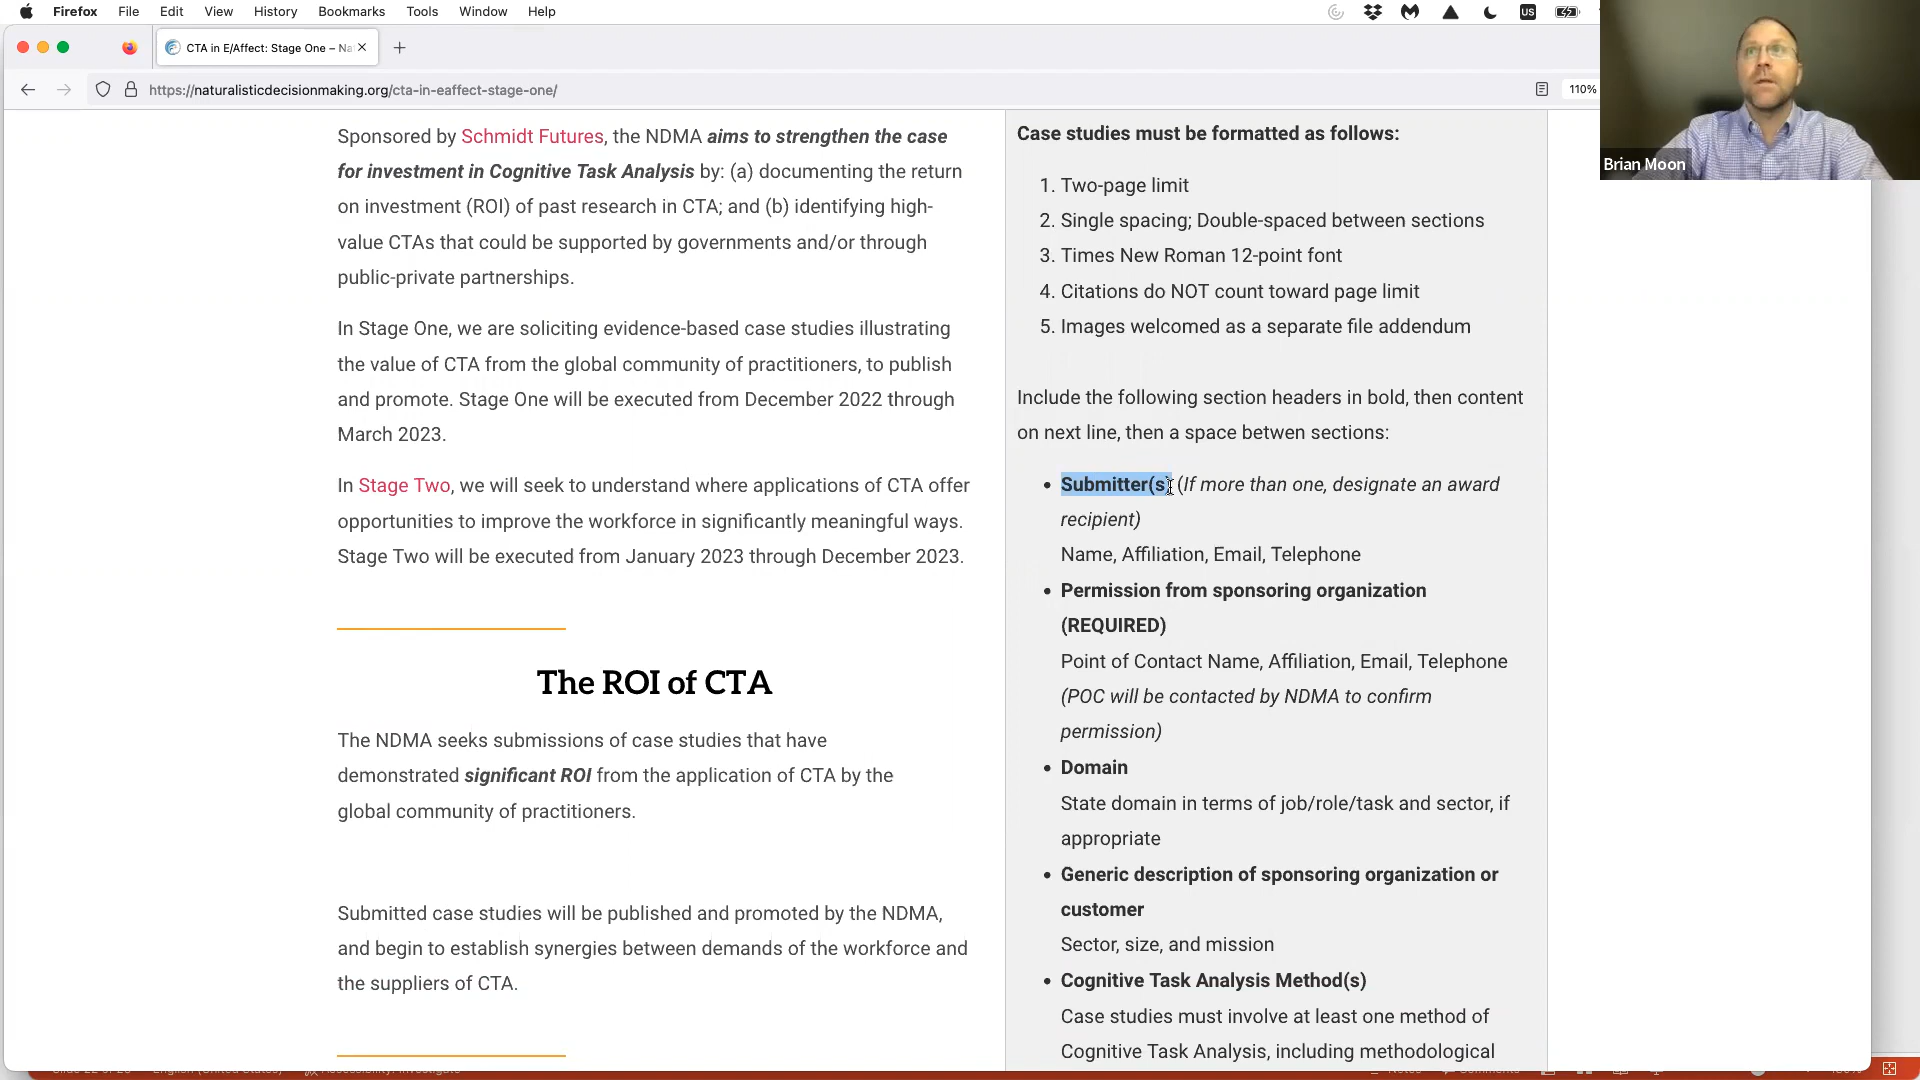 Firefox File Edit View History Bookmarks Tools Window Help US
CTA in E/Affect: Stage One – Na
https://naturalisticdecisionmaking.org/cta-in-eaffect-stage-one/ 110%
Brian Moon
Sponsored by Schmidt Futures, the NDMA aims to strengthen the case
for investment in Cognitive Task Analysis by: (a) documenting the return
on investment (ROI) of past research in CTA; and (b) identifying high-
value CTAs that could be supported by governments and/or through
public-private partnerships.
In Stage One, we are soliciting evidence-based case studies illustrating
the value of CTA from the global community of practitioners, to publish
and promote. Stage One will be executed from December 2022 through
March 2023.
In Stage Two, we will seek to understand where applications of CTA offer
opportunities to improve the workforce in significantly meaningful ways.
Stage Two will be executed from January 2023 through December 2023.
The ROI of CTA
The NDMA seeks submissions of case studies that have
demonstrated significant ROI from the application of CTA by the
global community of practitioners.
Submitted case studies will be published and promoted by the NDMA,
and begin to establish synergies between demands of the workforce and
the suppliers of CTA.
Case studies must be formatted as follows:
1. Two-page limit
2. Single spacing; Double-spaced between sections
3. Times New Roman 12-point font
4. Citations do NOT count toward page limit
5. Images welcomed as a separate file addendum
Include the following section headers in bold, then content
on next line, then a space betwen sections:
• Submitter(s) (If more than one, designate an award
recipient)
Name, Affiliation, Email, Telephone
• Permission from sponsoring organization
(REQUIRED)
Point of Contact Name, Affiliation, Email, Telephone
(POC will be contacted by NDMA to confirm
permission)
• Domain
State domain in terms of job/role/task and sector, if
appropriate
• Generic description of sponsoring organization or
customer
Sector, size, and mission
• Cognitive Task Analysis Method(s)
Case studies must involve at least one method of
Cognitive Task Analysis, including methodological